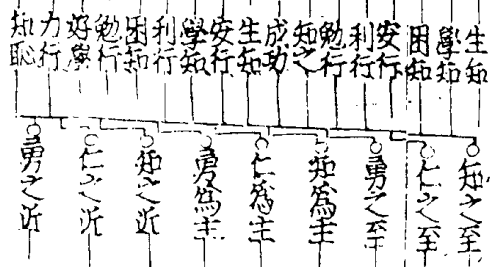 生知
學知
困知
安行
利行
勉行
知之
成功
生知
安行
學知
利行
困知
勉行
好學
力行
知恥
知之至
仁之至
勇之至
知為主
仁為主
勇為主
知之近
仁之近
勇之近